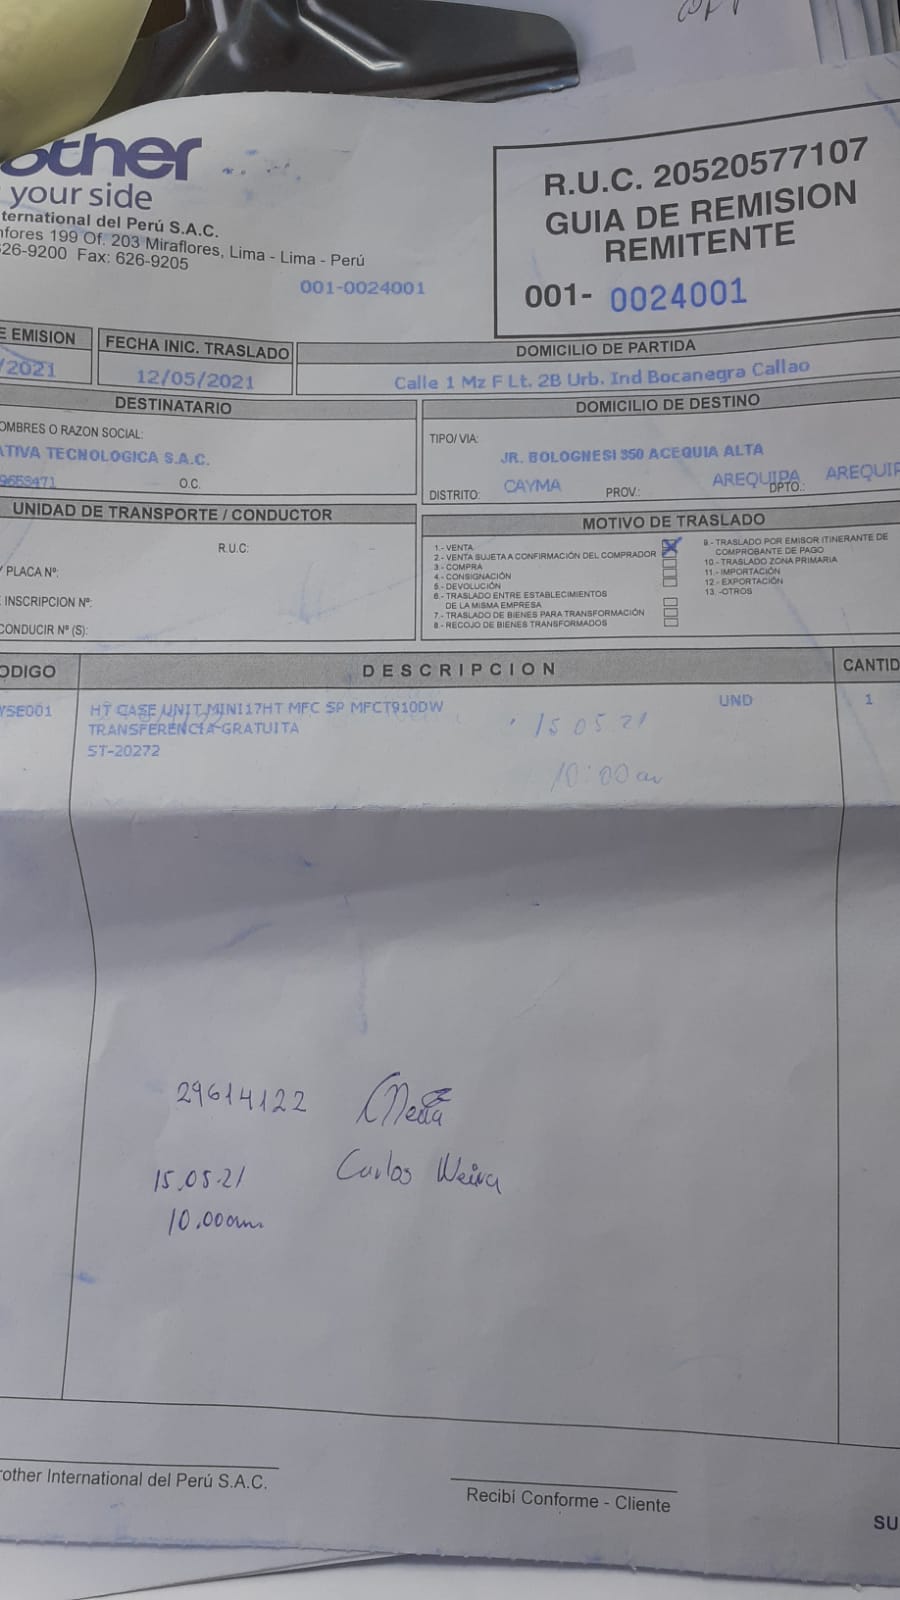 other
your side
ternational del Perú S.A.C.
nfores 199 Of. 203 Miraflores, Lima - Lima - Perú
626-9200 Fax: 626-9205
001-0024001
R.U.C. 20520577107
GUIA DE REMISION
REMITENTE
001- 0024001
E EMISION
/2021
FECHA INIC. TRASLADO
12/05/2021
DOMICILIO DE PARTIDA
Calle 1 Mz F Lt. 2B Urb. Ind Bocanegra Callao
DESTINATARIO
OMBRES O RAZON SOCIAL:
ATIVA TECNOLOGICA S.A.C.
9653471
O.C.
DOMICILIO DE DESTINO
TIPO/ VIA:
JR. BOLOGNESI 350 ACEQUIA ALTA
DISTRITO: CAYMA PROV.: AREQUIPA DPTO.: AREQUIP
UNIDAD DE TRANSPORTE / CONDUCTOR
R.U.C:
/ PLACA Nº:
INSCRIPCION Nº:
CONDUCIR Nº (S):
MOTIVO DE TRASLADO
1.- VENTA
2.- VENTA SUJETA A CONFIRMACIÓN DEL COMPRADOR
3.- COMPRA
4.- CONSIGNACIÓN
5.- DEVOLUCIÓN
6.- TRASLADO ENTRE ESTABLECIMIENTOS
DE LA MISMA EMPRESA
7.- TRASLADO DE BIENES PARA TRANSFORMACIÓN
8.- RECOJO DE BIENES TRANSFORMADOS
9.- TRASLADO POR EMISOR ITINERANTE DE
COMPROBANTE DE PAGO
10.- TRASLADO ZONA PRIMARIA
11.- IMPORTACIÓN
12.- EXPORTACIÓN
13.-OTROS
ODIGO DESCRIPCION CANTID
YSE001 HT CASE UNIT,MINI17HT MFC SP MFCT910DW UND 1
TRANSFERENCIA GRATUITA
ST-20272
15 05 21
10:00 am
29614122
15.05.21
Carlos Neira
10.00am
rother International del Perú S.A.C.
Recibí Conforme - Cliente
SU